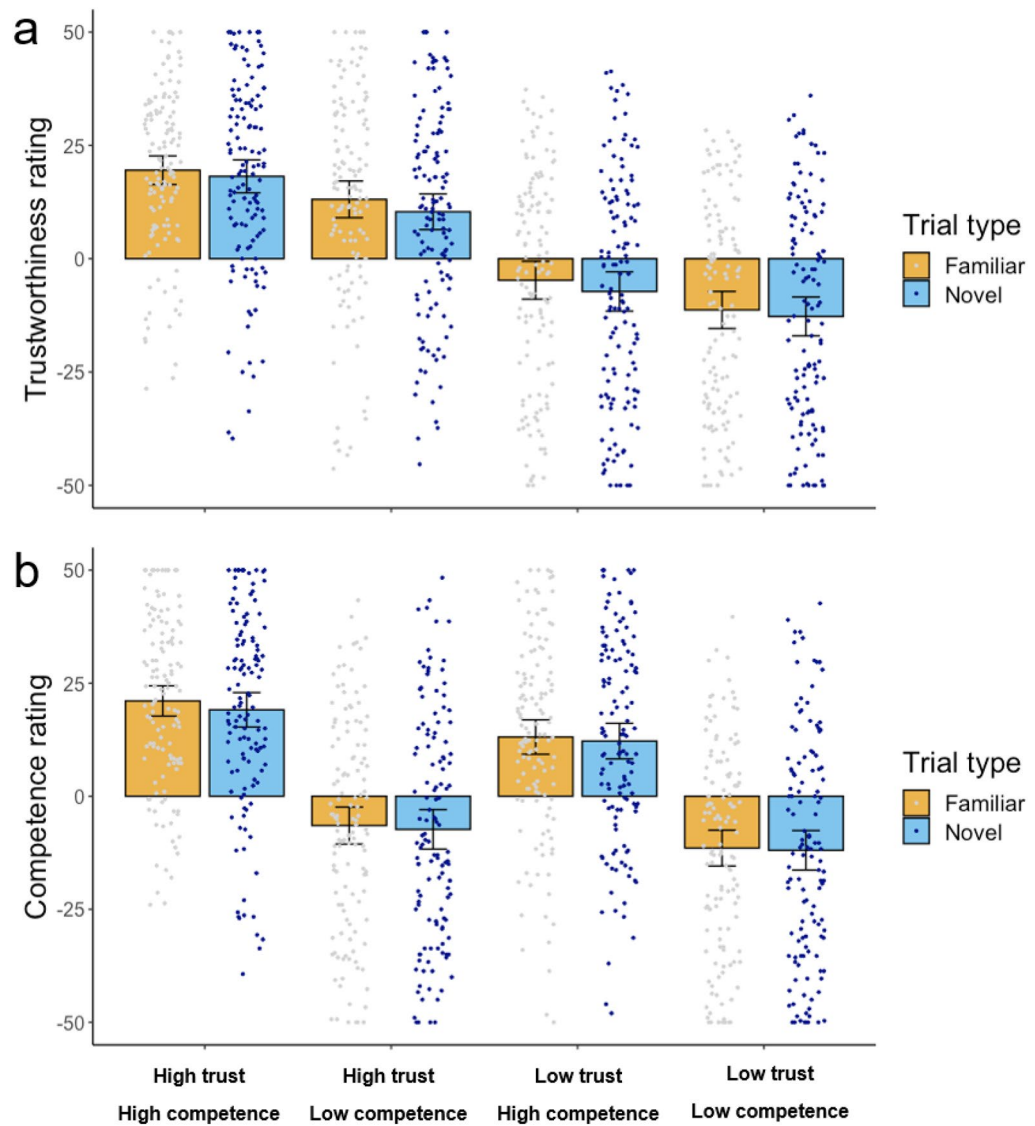 a
Trustworthiness rating
50
25
0
-25
-50
Trial type
Familiar
Novel
b
Competence rating
50
25
0
-25
-50
Trial type
Familiar
Novel
High trust
High competence
High trust
Low competence
Low trust
High competence
Low trust
Low competence